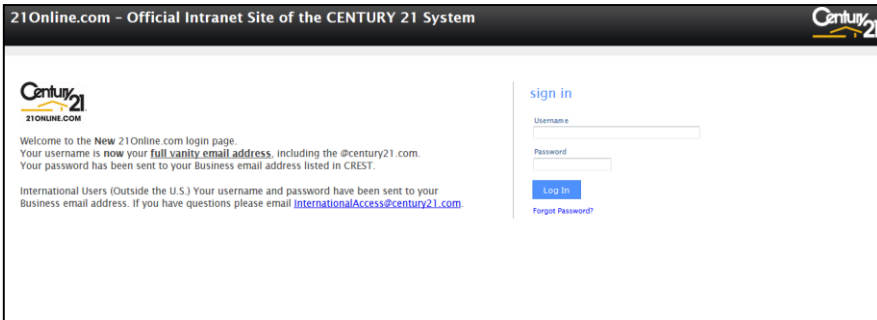 21Online.com – Official Intranet Site of the CENTURY 21 System
Century 21
Century 21
21ONLINE.COM
Welcome to the New 21Online.com login page.
Your username is now your full vanity email address, including the @century21.com.
Your password has been sent to your Business email address listed in CREST.
International Users (Outside the U.S.) Your username and password have been sent to your
Business email address. If you have questions please email InternationalAccess@century21.com.
sign in
Username
Password
Log In
Forgot Password?